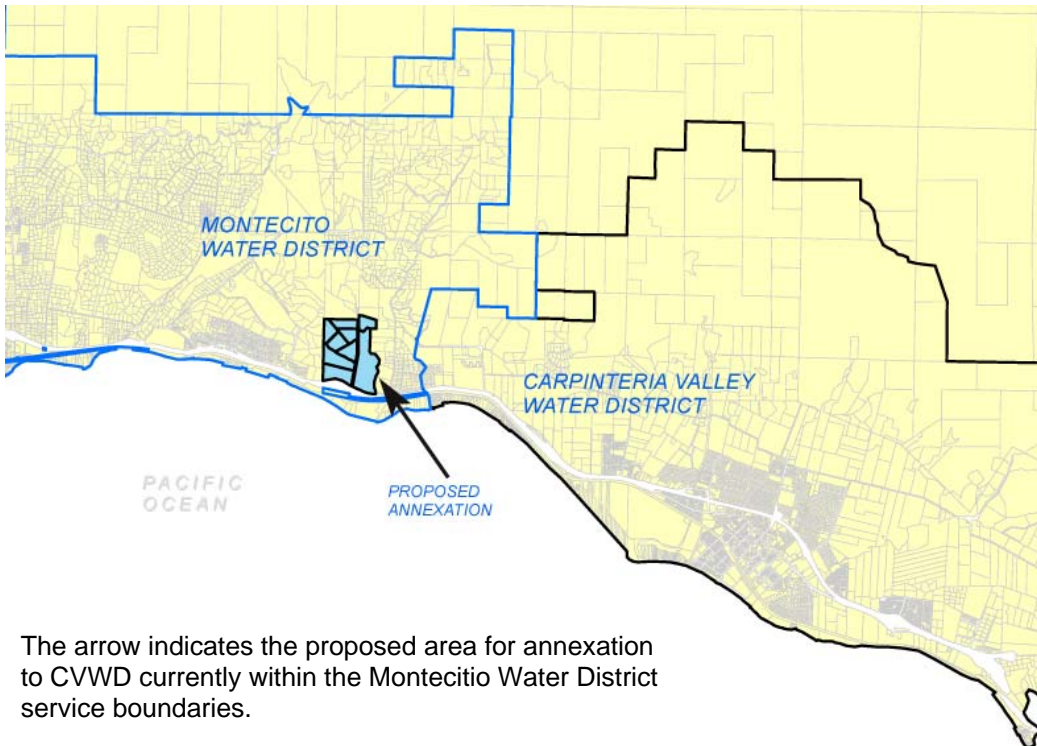 MONTECITO
WATER DISTRICT
CARPINTERIA VALLEY
WATER DISTRICT
PROPOSED
ANNEXATION
PACIFIC
OCEAN
The arrow indicates the proposed area for annexation
to CVWD currently within the Montecitio Water District
service boundaries.